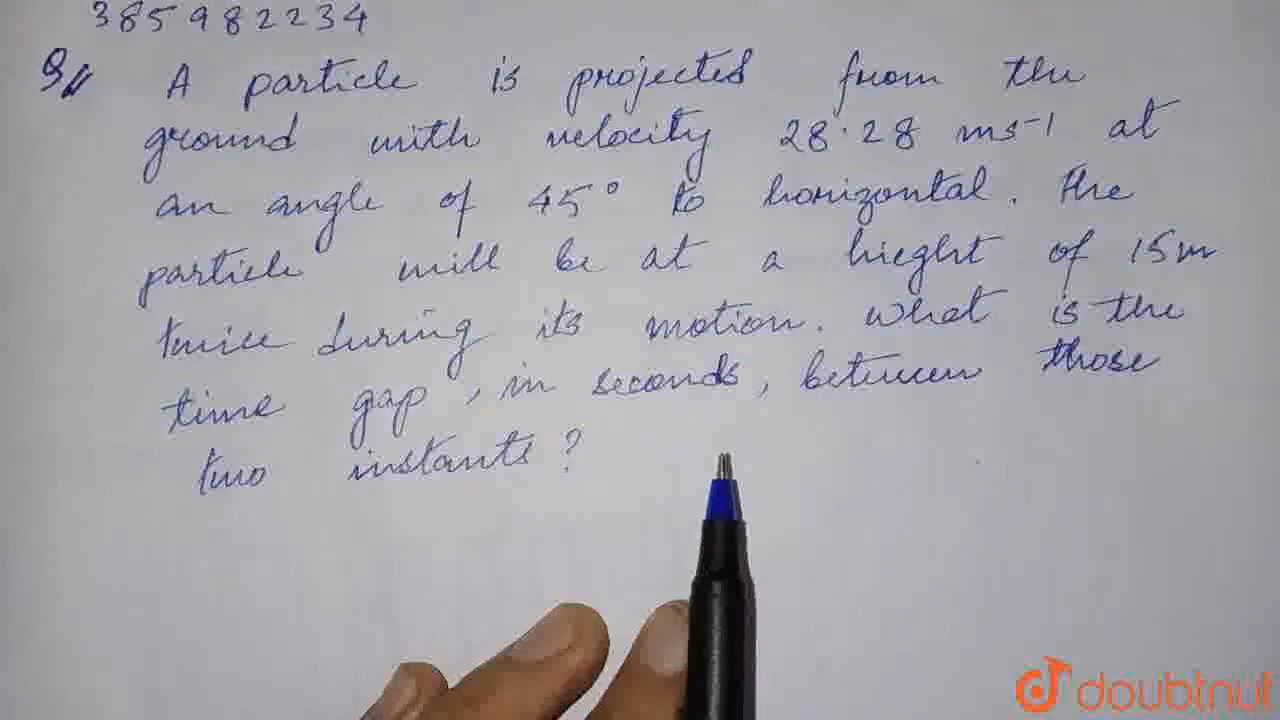 385982234
Q// A particle is projected from the
ground with velocity 28.28 ms⁻¹ at
an angle of 45° to horizontal. The
particle will be at a hieght of 15m
twice during its motion. What is the
time gap, in seconds, between those
two instants?
doubtnut